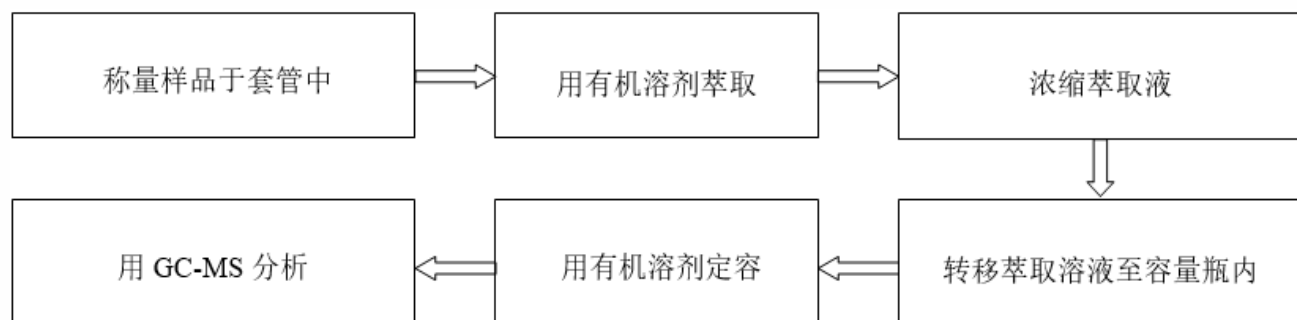 称量样品于套管中
用有机溶剂萃取
浓缩萃取液
转移萃取溶液至容量瓶内
用有机溶剂定容
用 GC-MS 分析